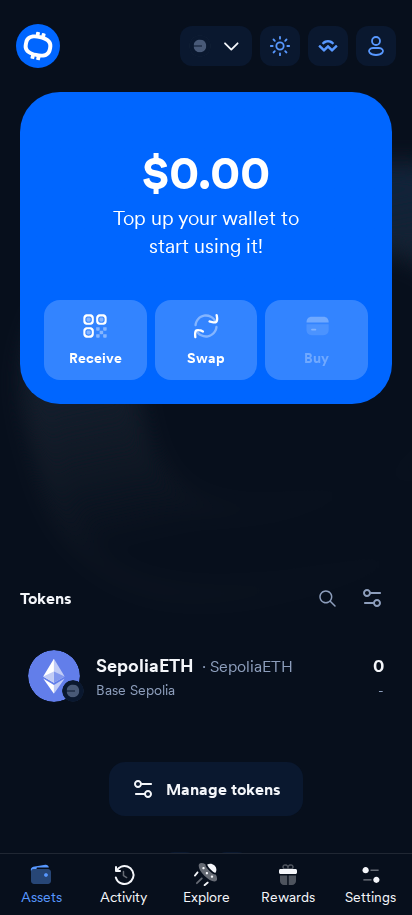 $0.00
Top up your wallet to
start using it!
Receive Swap Buy
Tokens
SepoliaETH · SepoliaETH 0
Base Sepolia -
Manage tokens
Assets Activity Explore Rewards Settings